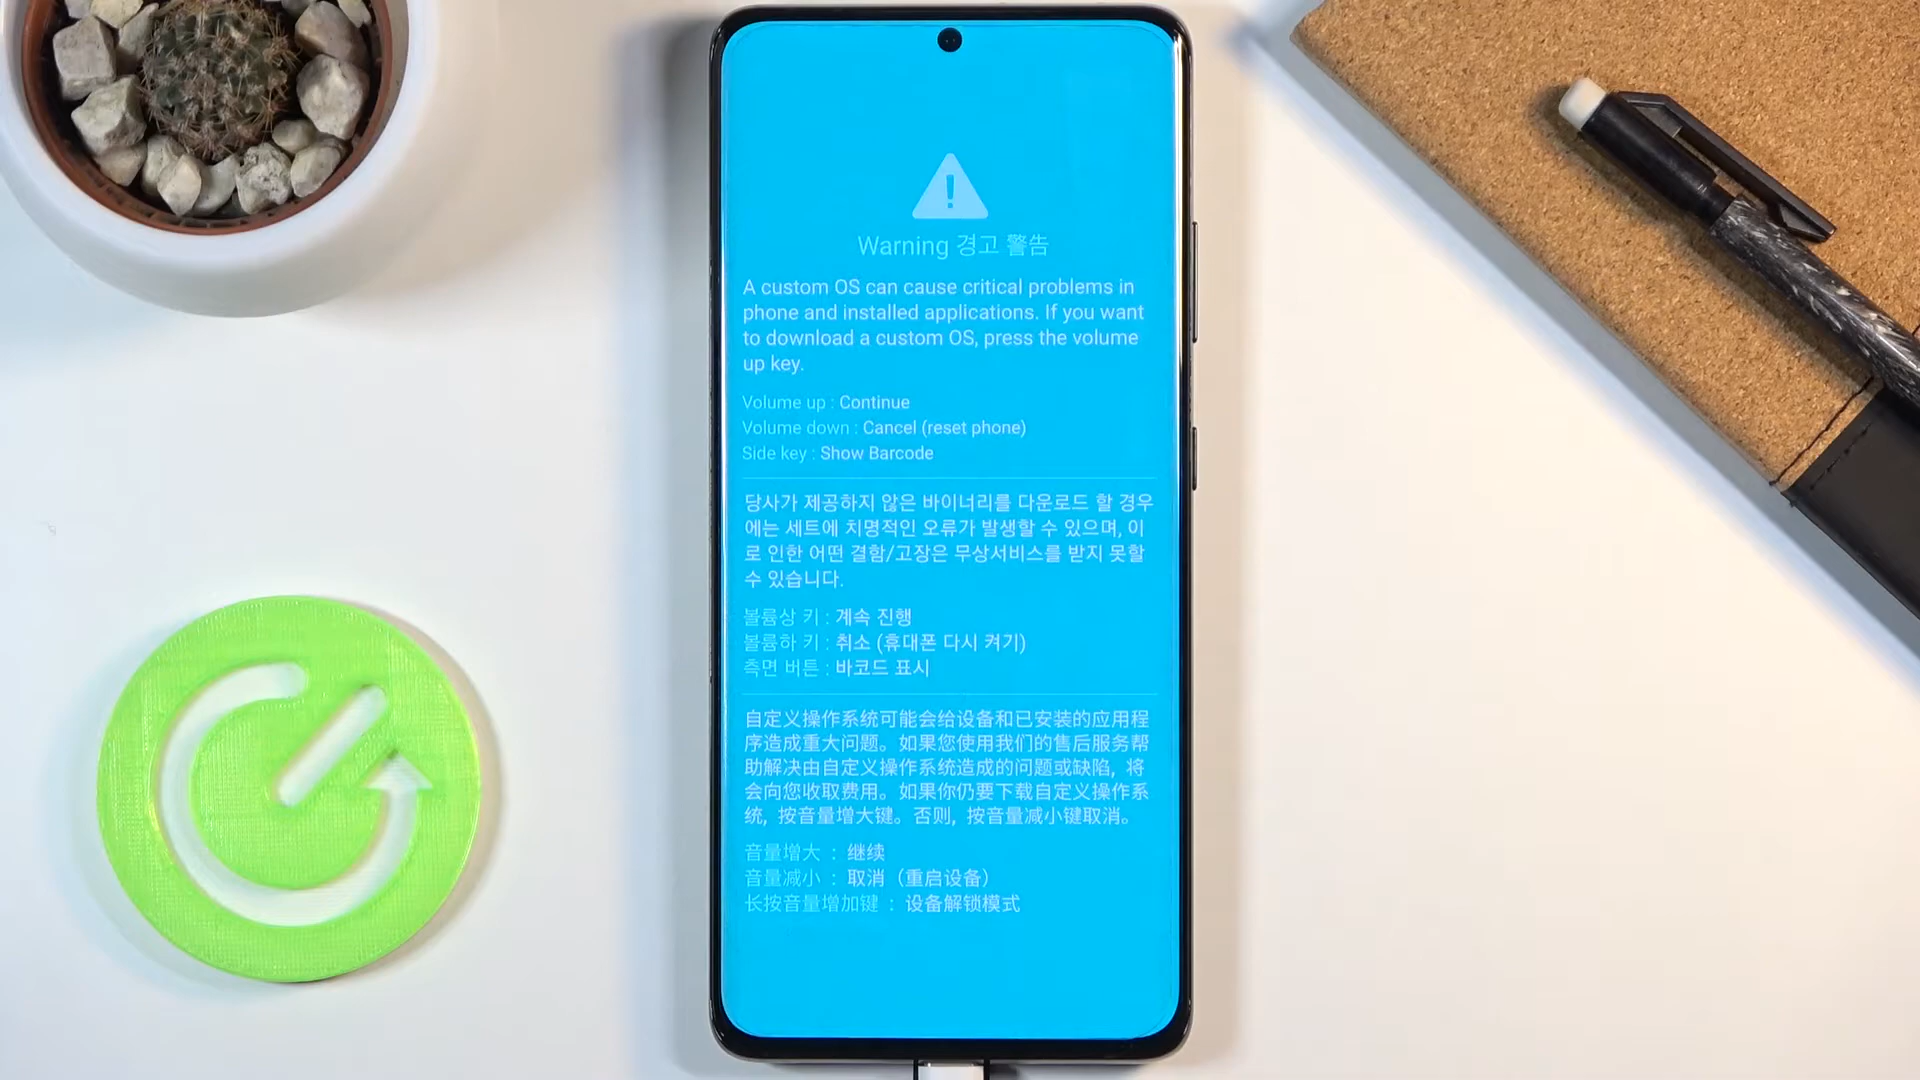 Warning 경고 警告
A custom OS can cause critical problems in
phone and installed applications. If you want
to download a custom OS, press the volume
up key.
Volume up : Continue
Volume down : Cancel (reset phone)
Side key : Show Barcode
당사가 제공하지 않은 바이너리를 다운로드 할 경우
에는 세트에 치명적인 오류가 발생할 수 있으며, 이
로 인한 어떤 결함/고장은 무상서비스를 받지 못할
수 있습니다.
볼륨상 키 : 계속 진행
볼륨하 키 : 취소 (휴대폰 다시 켜기)
측면 버튼 : 바코드 표시
自定义操作系统可能会给设备和已安装的应用程
序造成重大问题。如果您使用我们的售后服务帮
助解决由自定义操作系统造成的问题或缺陷, 将
会向您收取费用。如果你仍要下载自定义操作系
统, 按音量增大键。否则, 按音量减小键取消。
音量增大 : 继续
音量减小 : 取消（重启设备）
长按音量增加键 : 设备解锁模式